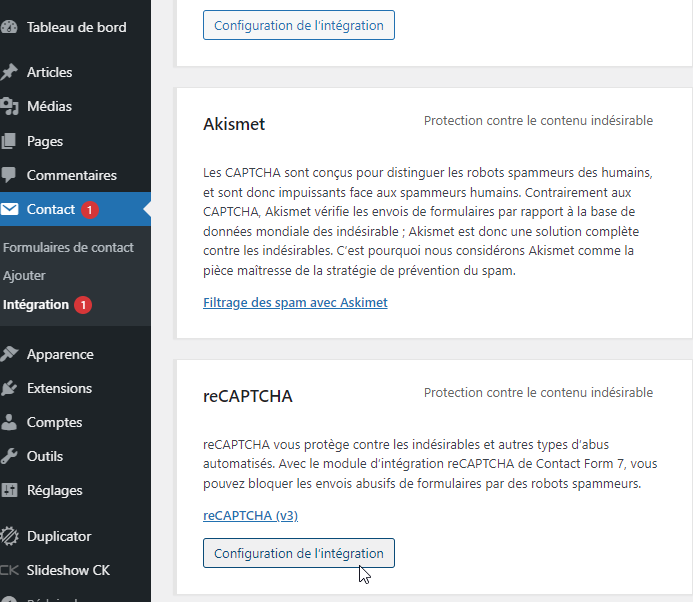 Tableau de bord
Articles
Médias
Pages
Commentaires
Contact 1
Formulaires de contact
Ajouter
Intégration 1
Apparence
Extensions
Comptes
Outils
Réglages
Duplicator
CK Slideshow CK
Configuration de l'intégration
Akismet
Protection contre le contenu indésirable
Les CAPTCHA sont conçus pour distinguer les robots spammeurs des humains,
et sont donc impuissants face aux spammeurs humains. Contrairement aux
CAPTCHA, Akismet vérifie les envois de formulaires par rapport à la base de
données mondiale des indésirable ; Akismet est donc une solution complète
contre les indésirables. C'est pourquoi nous considérons Akismet comme la
pièce maîtresse de la stratégie de prévention du spam.
Filtrage des spam avec Askimet
reCAPTCHA
Protection contre le contenu indésirable
reCAPTCHA vous protège contre les indésirables et autres types d'abus
automatisés. Avec le module d'intégration reCAPTCHA de Contact Form 7, vous
pouvez bloquer les envois abusifs de formulaires par des robots spammeurs.
reCAPTCHA (v3)
Configuration de l'intégration